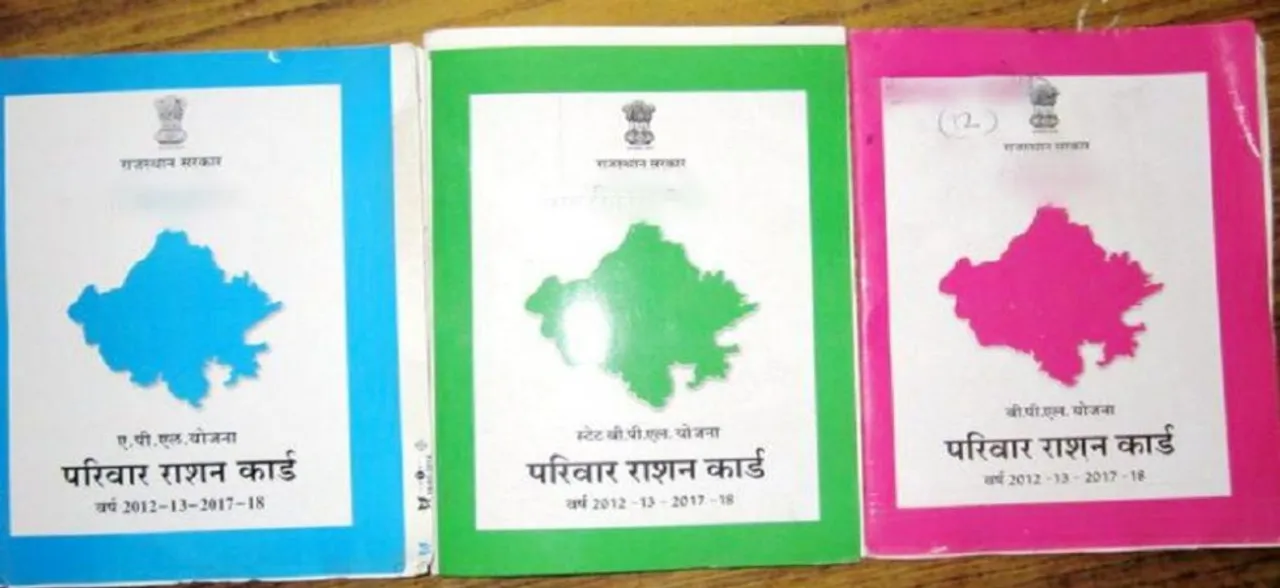 राजस्थान सरकार
ए.पी.एल.योजना
परिवार राशन कार्ड
वर्ष 2012-13-2017-18
राजस्थान सरकार
स्टेट बी.पी.एल. योजना
परिवार राशन कार्ड
वर्ष 2012 -13 - 2017 -18
(12)
राजस्थान सरकार
बी.पी.एल. योजना
परिवार राशन कार्ड
वर्ष 2012 -13 - 2017 -18